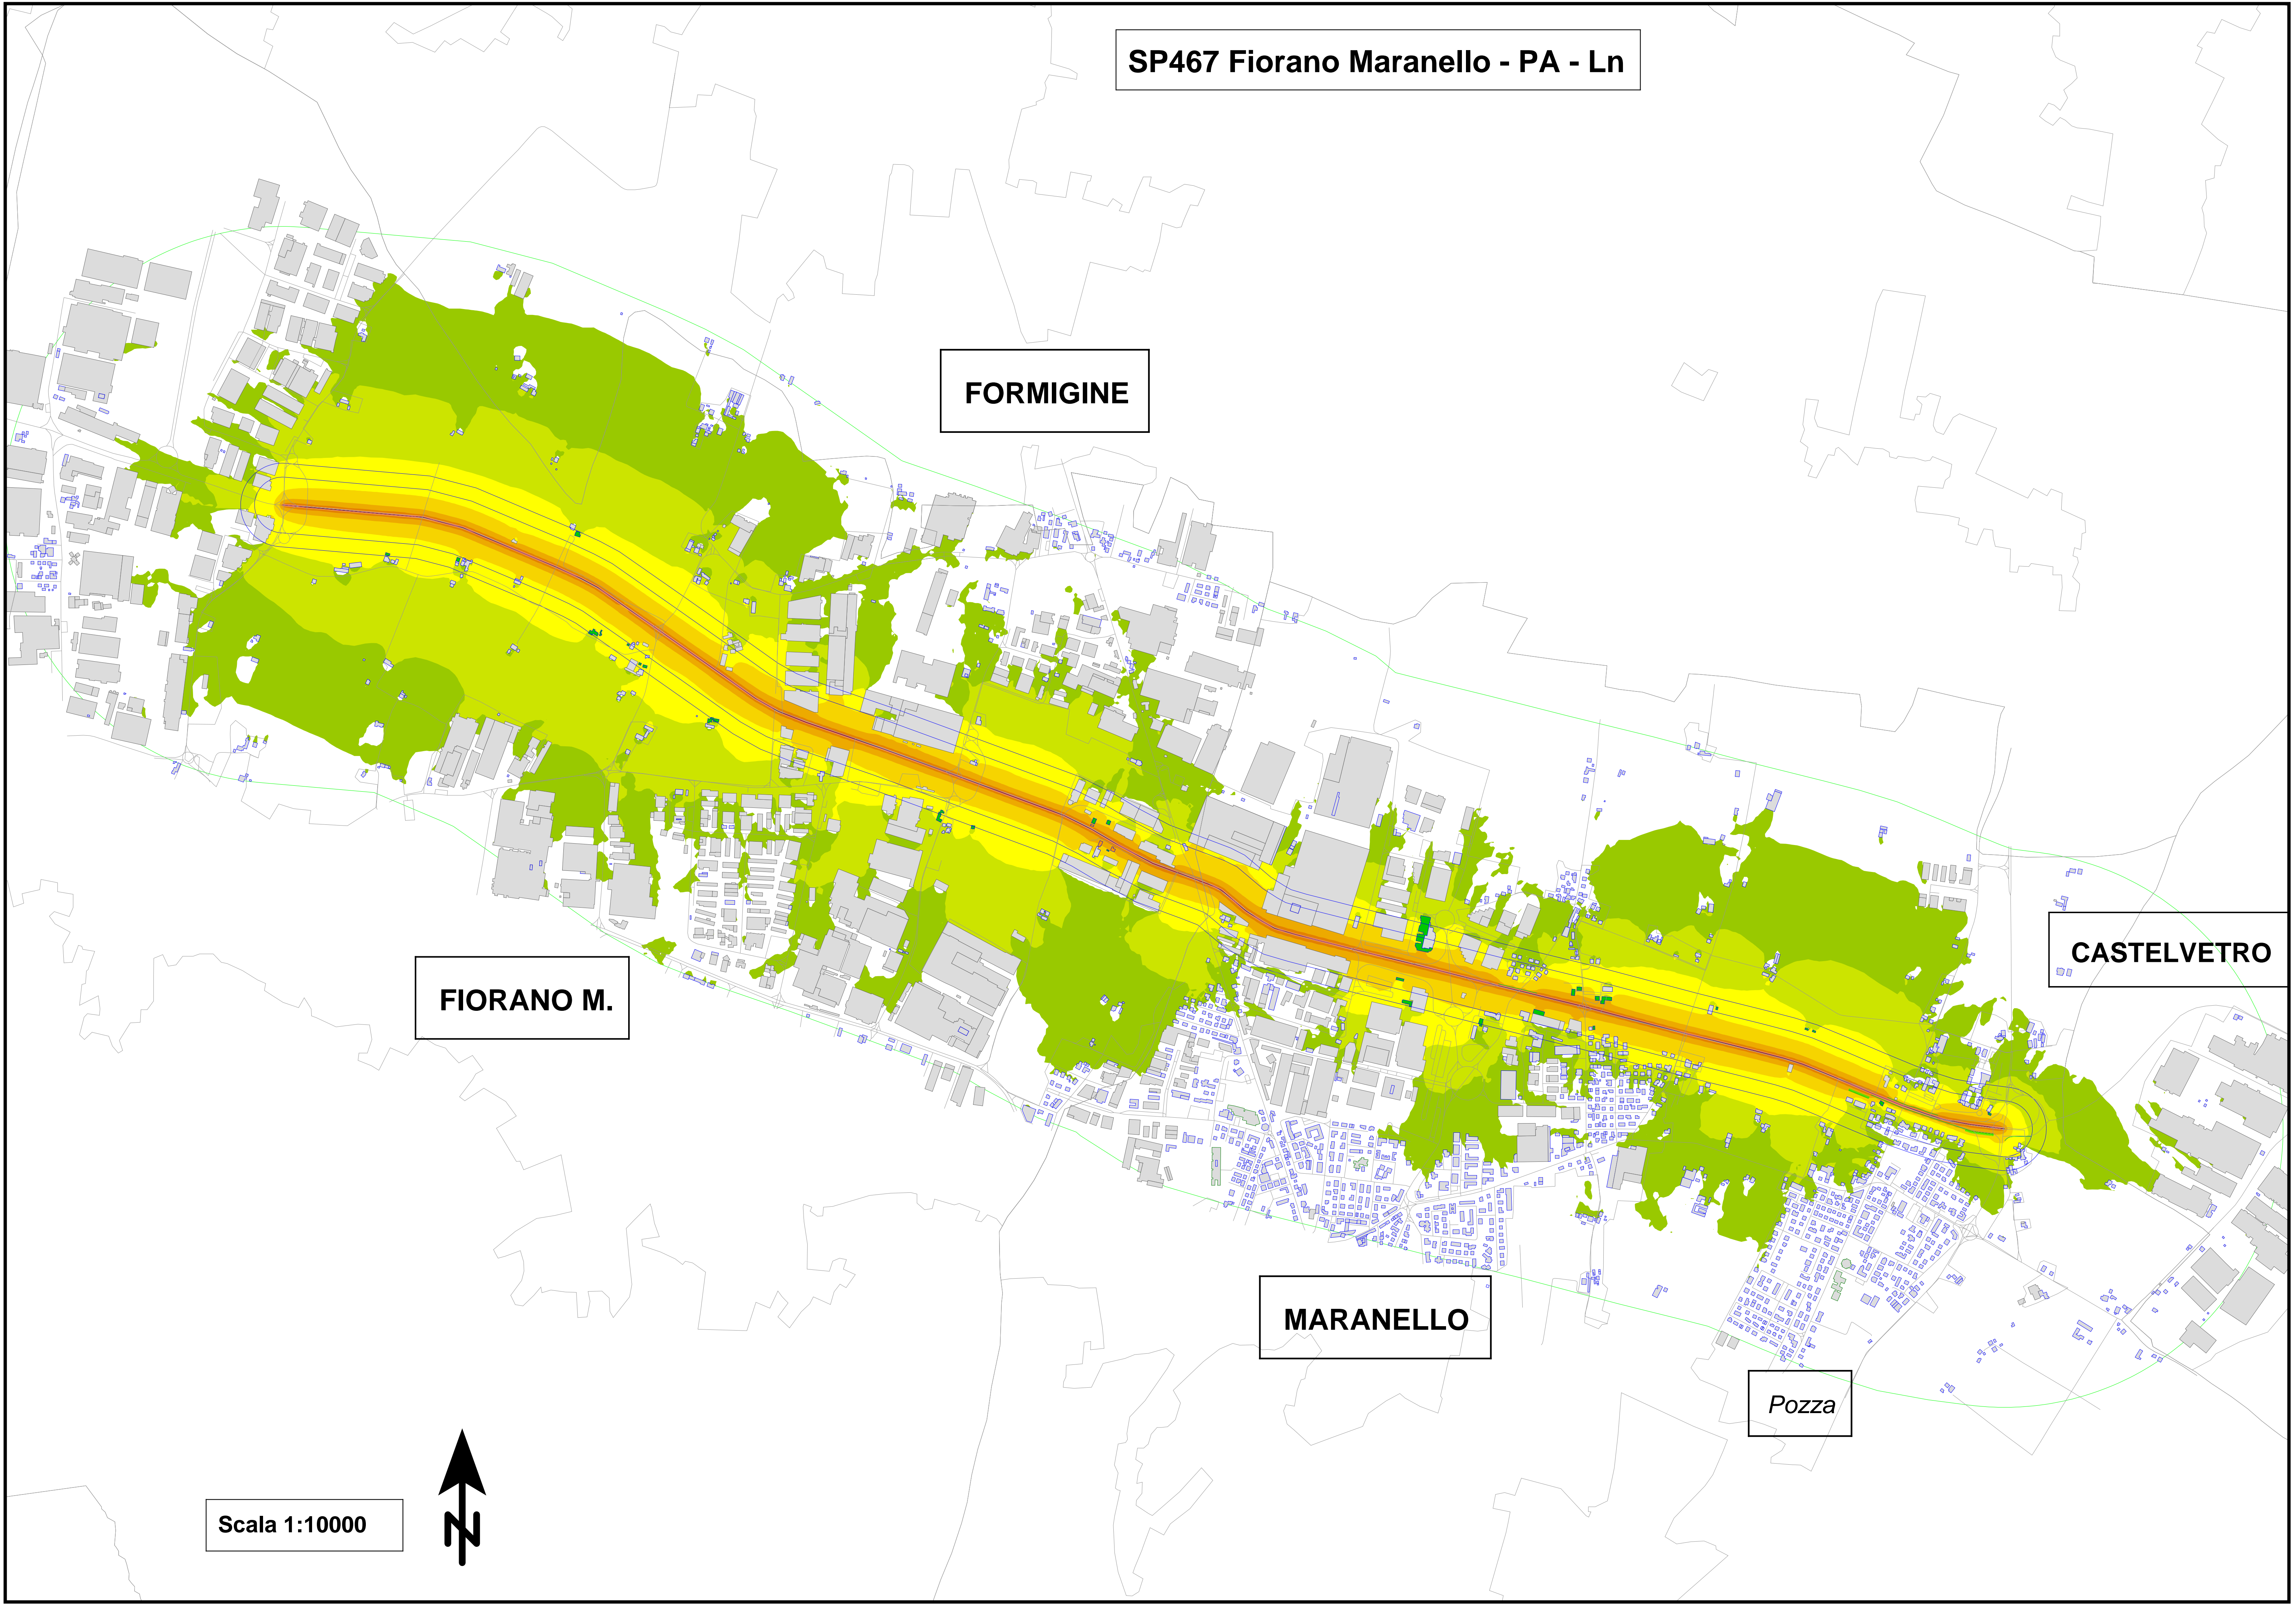 SP467 Fiorano Maranello - PA - Ln
FORMIGINE
CASTELVETRO
FIORANO M.
MARANELLO
Pozza
Scala 1:10000
N